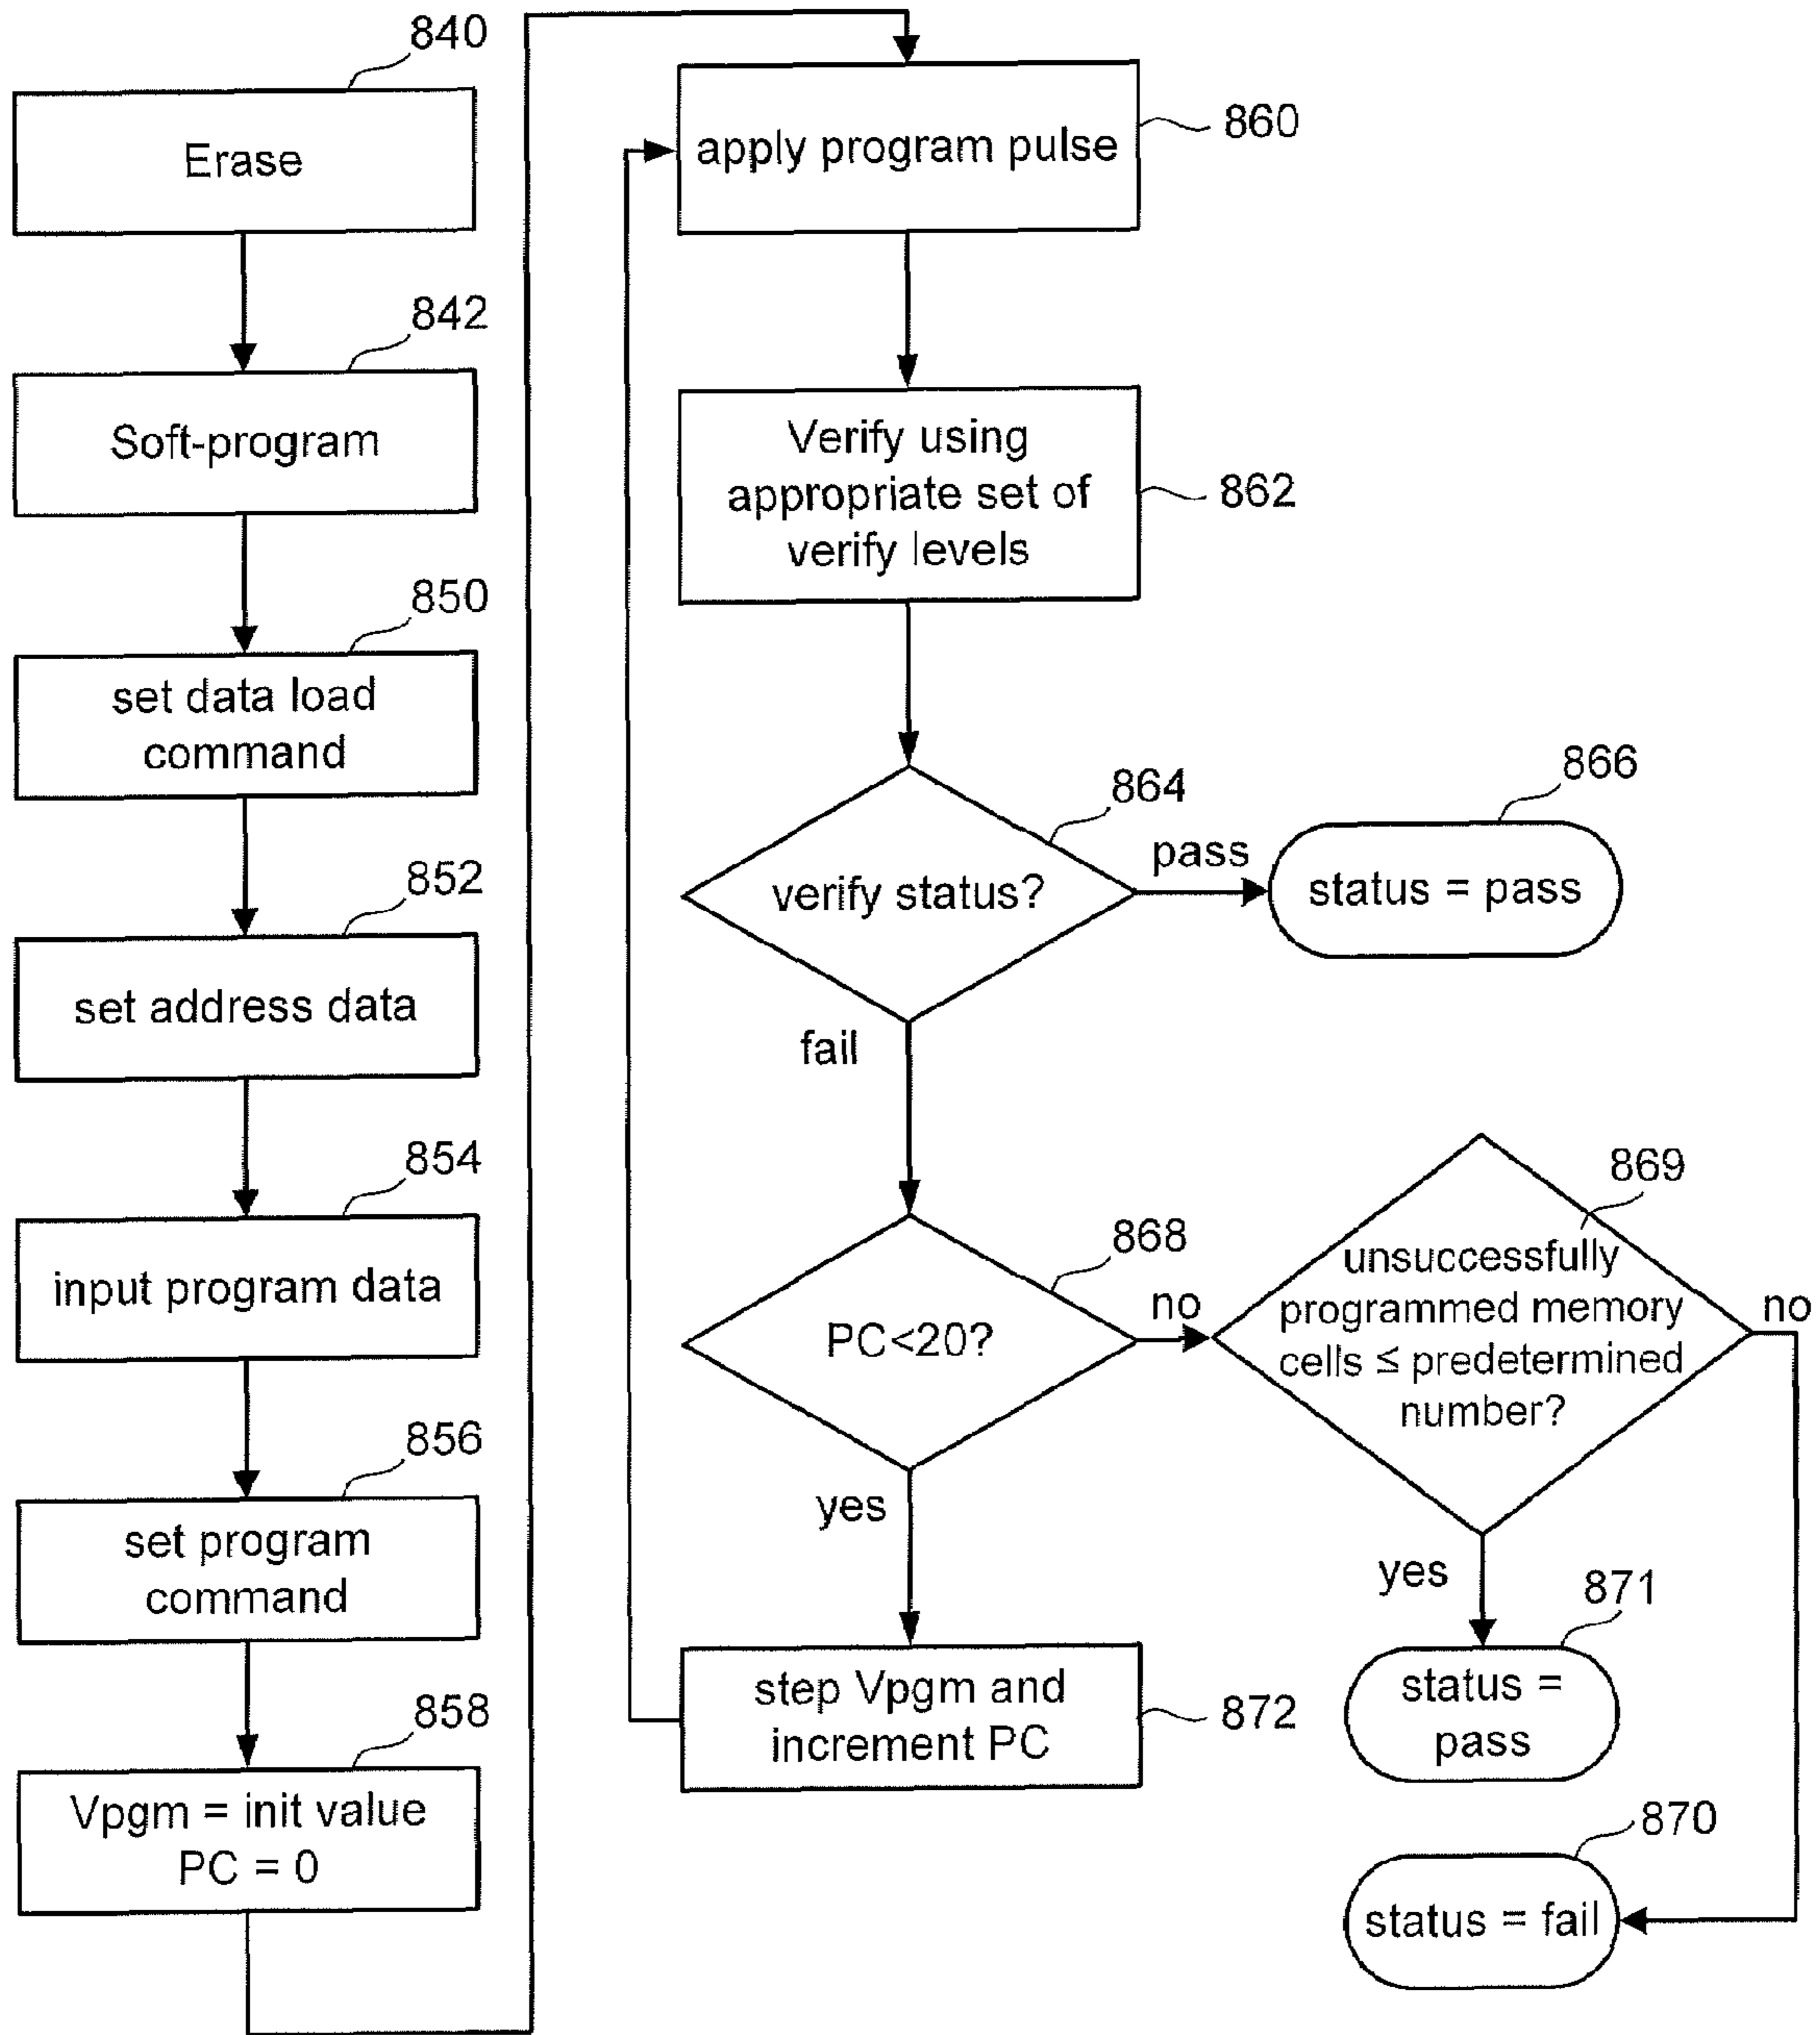 840
Erase
842
Soft-program
850
set data load
command
852
set address data
854
input program data
856
set program
command
858
Vpgm = init value
PC = 0
860
apply program pulse
862
Verify using
appropriate set of
verify levels
864
verify status?
pass
866
status = pass
fail
868
PC<20?
no
869
unsuccessfully
programmed memory
cells ≤ predetermined
number?
no
yes
872
step Vpgm and
increment PC
yes
871
status =
pass
870
status = fail